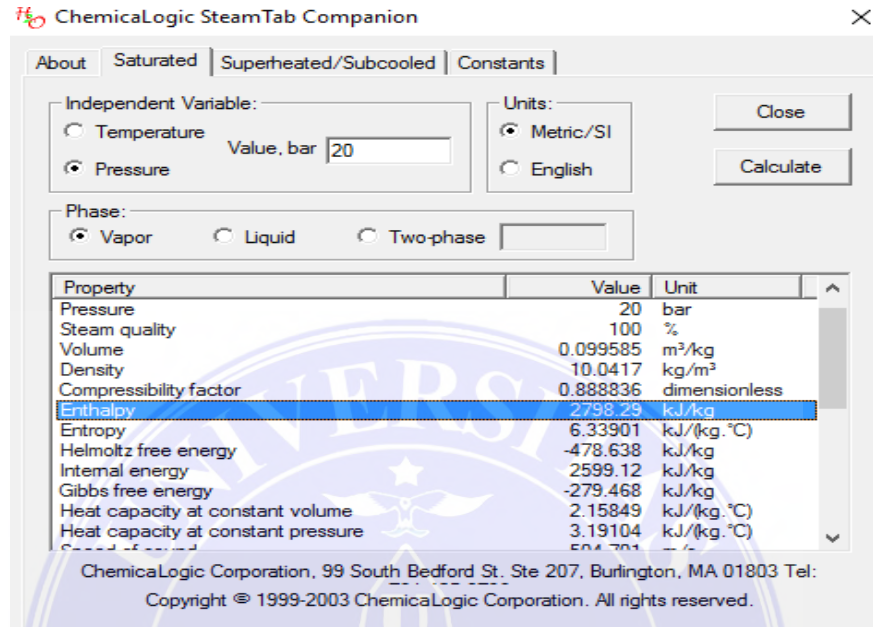 ChemicaLogic SteamTab Companion
About Saturated Superheated/Subcooled Constants
Independent Variable: Units:
Temperature Value, bar 20 Metric/SI Close
Pressure English Calculate
Phase:
Vapor Liquid Two-phase
Property Value Unit
Pressure 20 bar
Steam quality 100 %
Volume 0.099585 m³/kg
Density 10.0417 kg/m³
Compressibility factor 0.888836 dimensionless
Enthalpy 2798.29 kJ/kg
Entropy 6.33901 kJ/(kg.°C)
Helmoltz free energy -478.638 kJ/kg
Internal energy 2599.12 kJ/kg
Gibbs free energy -279.468 kJ/kg
Heat capacity at constant volume 2.15849 kJ/(kg.°C)
Heat capacity at constant pressure 3.19104 kJ/(kg.°C)
ChemicaLogic Corporation, 99 South Bedford St. Ste 207, Burlington, MA 01803 Tel:
Copyright © 1999-2003 ChemicaLogic Corporation. All rights reserved.